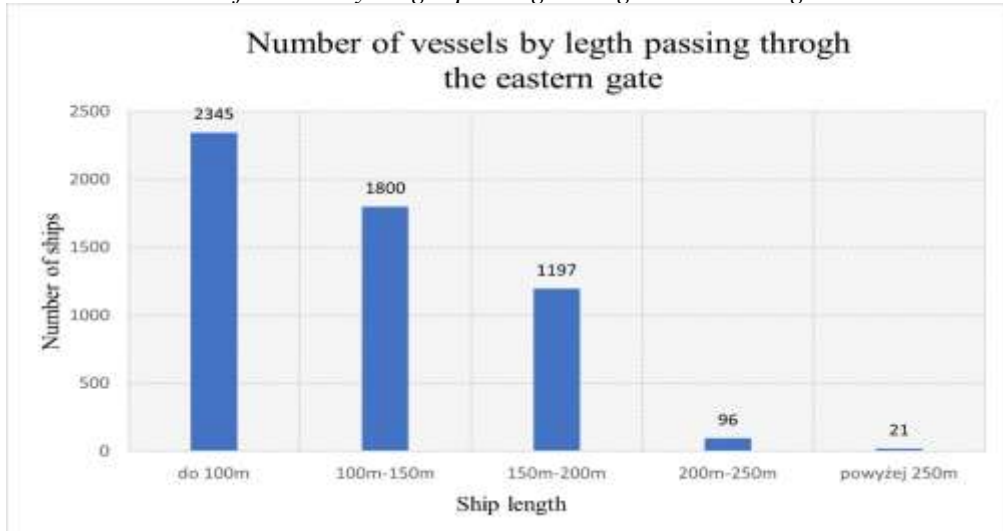 Number of vessels by legth passing throgh
the eastern gate
2500
2000
1500
1000
500
0
2345
1800
1197
96
21
Number of ships
do 100m
100m-150m
150m-200m
200m-250m
powyżej 250m
Ship length